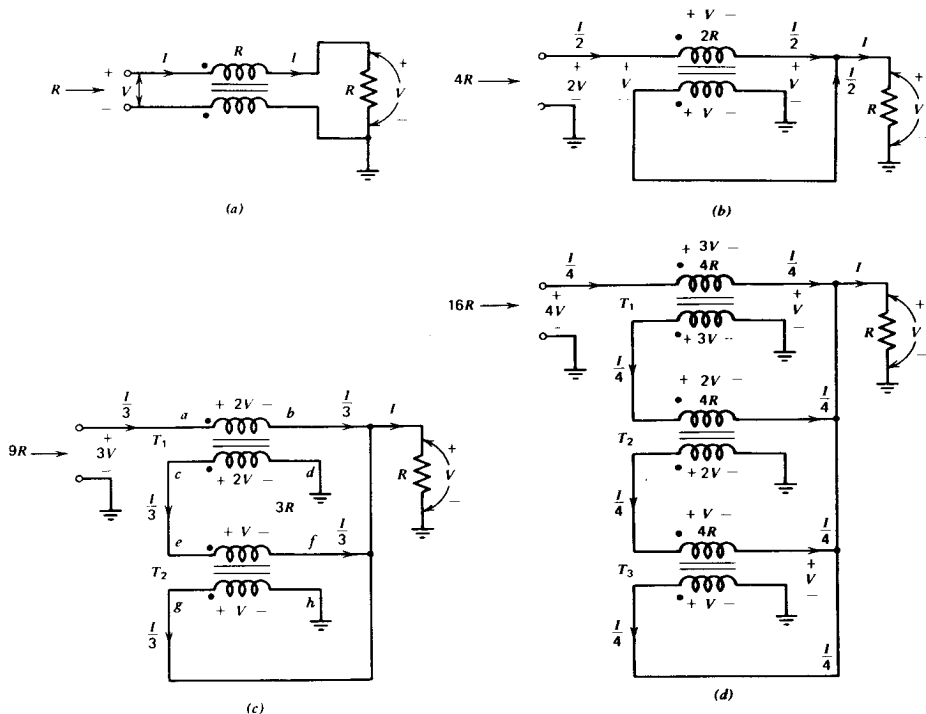 R
I
I
+
R
V
R
+
V
−
−
(a)
+ V −
I/2
2R
I/2
I
4R
+
2V
−
+
V
+
V
−
I/2
R
+
V
−
+ V −
(b)
I/3
a
+ 2V −
b
I/3
I
9R
+
3V
−
T1
R
+
V
−
c
+ 2V −
d
I/3
3R
e
+ V −
f
I/3
T2
g
+ V −
h
I/3
(c)
+ 3V −
I/4
4R
I/4
I
16R
+
4V
−
T1
+
V
−
R
+
V
−
+ 3V −
I/4
+ 2V −
4R
I/4
T2
+ 2V −
I/4
+ V −
4R
I/4
T3
+
V
−
+ V −
I/4
I/4
(d)